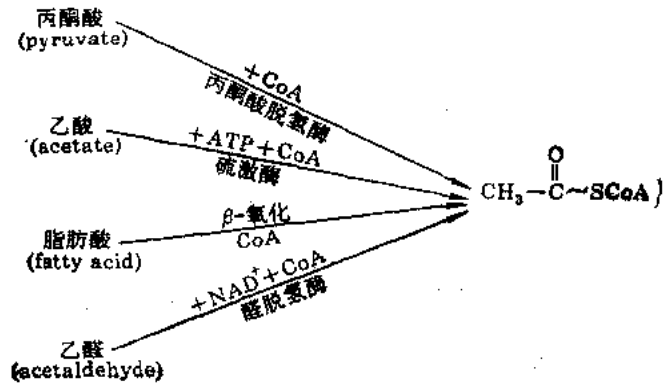 丙酮酸
(pyruvate)
+CoA
丙酮酸脱氢酶
乙酸
(acetate)
+ATP+CoA
硫激酶
O
CH₃-C~SCoA}
β-氧化
CoA
脂肪酸
(fatty acid)
+NAD⁺+CoA
醛脱氢酶
乙醛
(acetaldehyde)